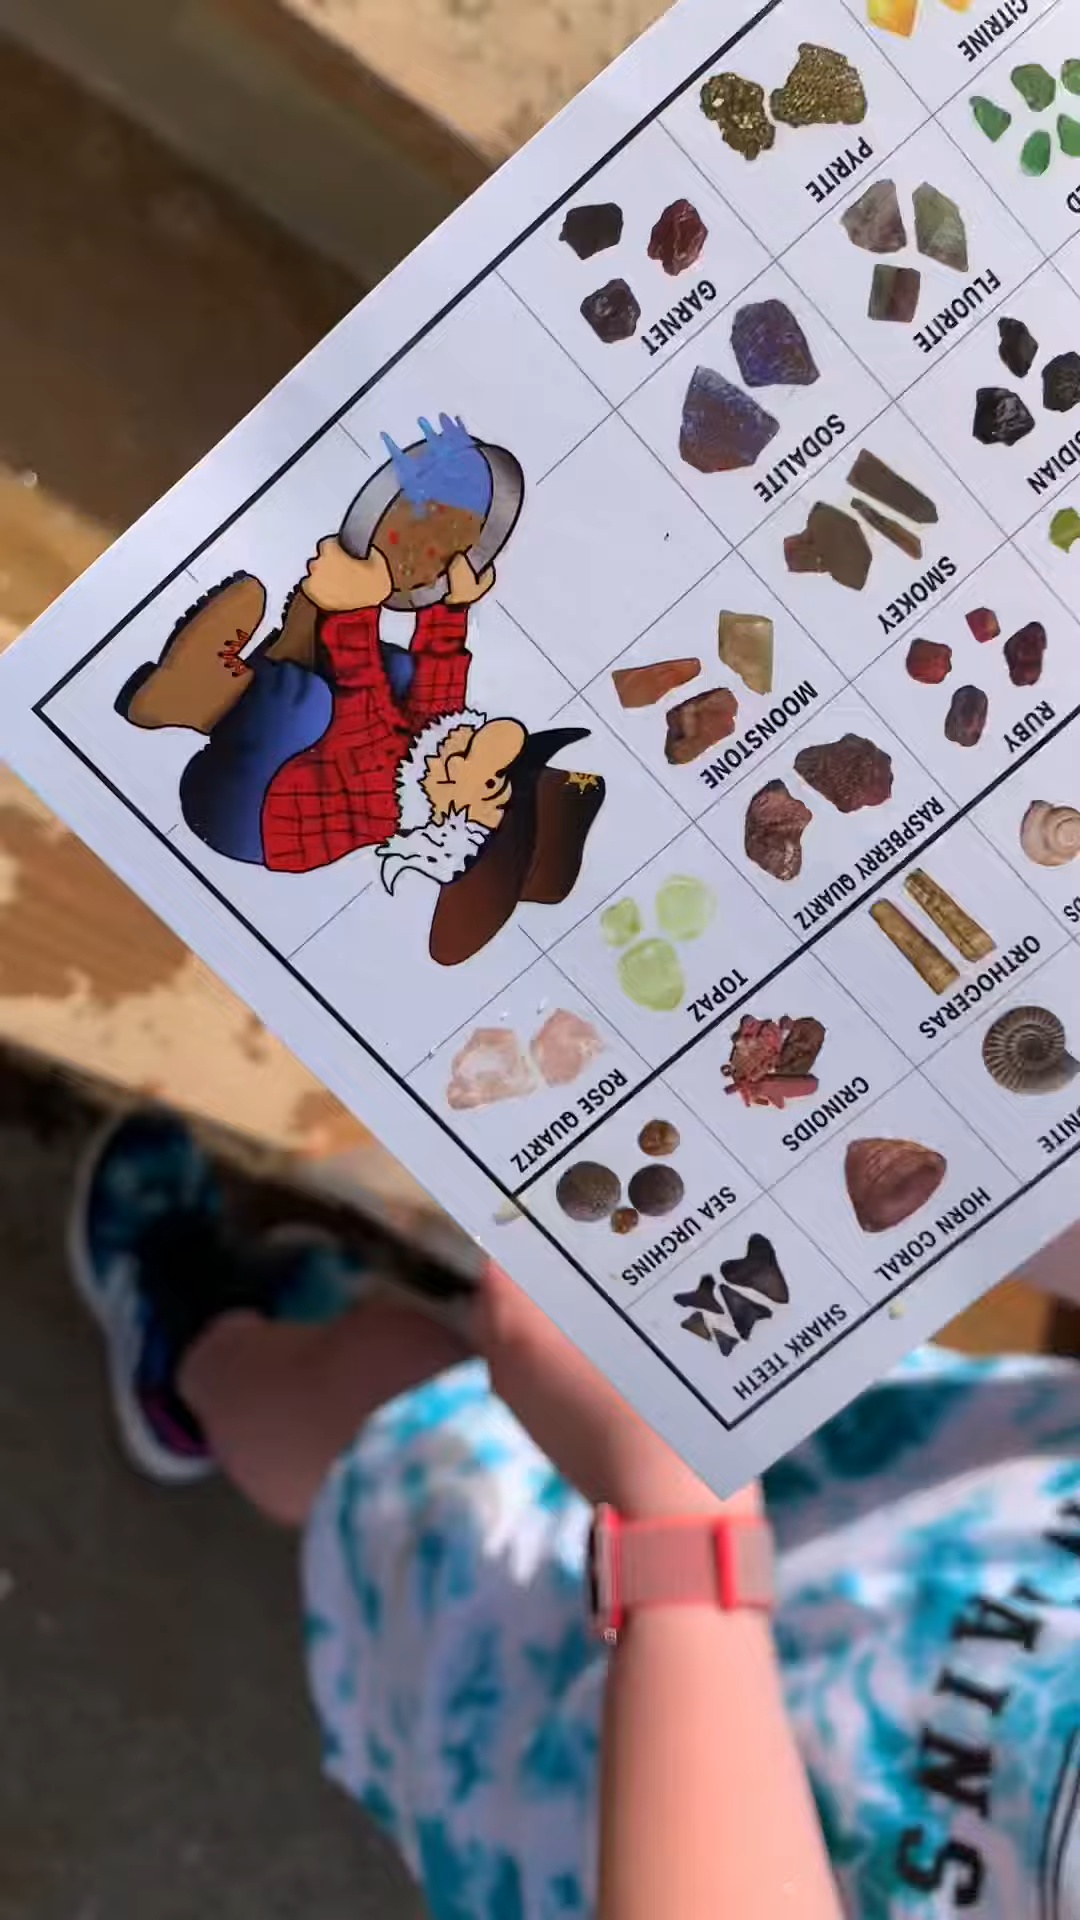 CITRINE
PYRITE
FLUORITE
GARNET
SODALITE
SMOKEY
MOONSTONE
RUBY
RASPBERRY QUARTZ
TOPAZ
ROSE QUARTZ
ORTHOCERAS
CRINOIDS
SEA URCHINS
HORN CORAL
SHARK TEETH